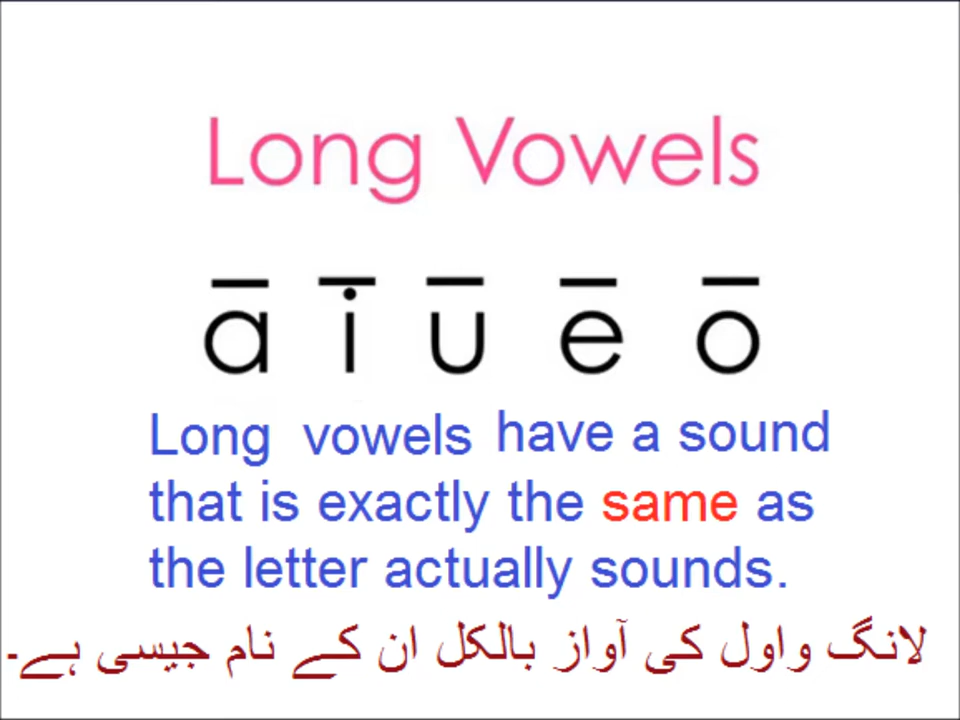 Long Vowels
ā ī ū ē ō
Long vowels have a sound
that is exactly the same as
the letter actually sounds.
لانگ واول کی آواز بالکل ان کے نام جیسی ہے۔